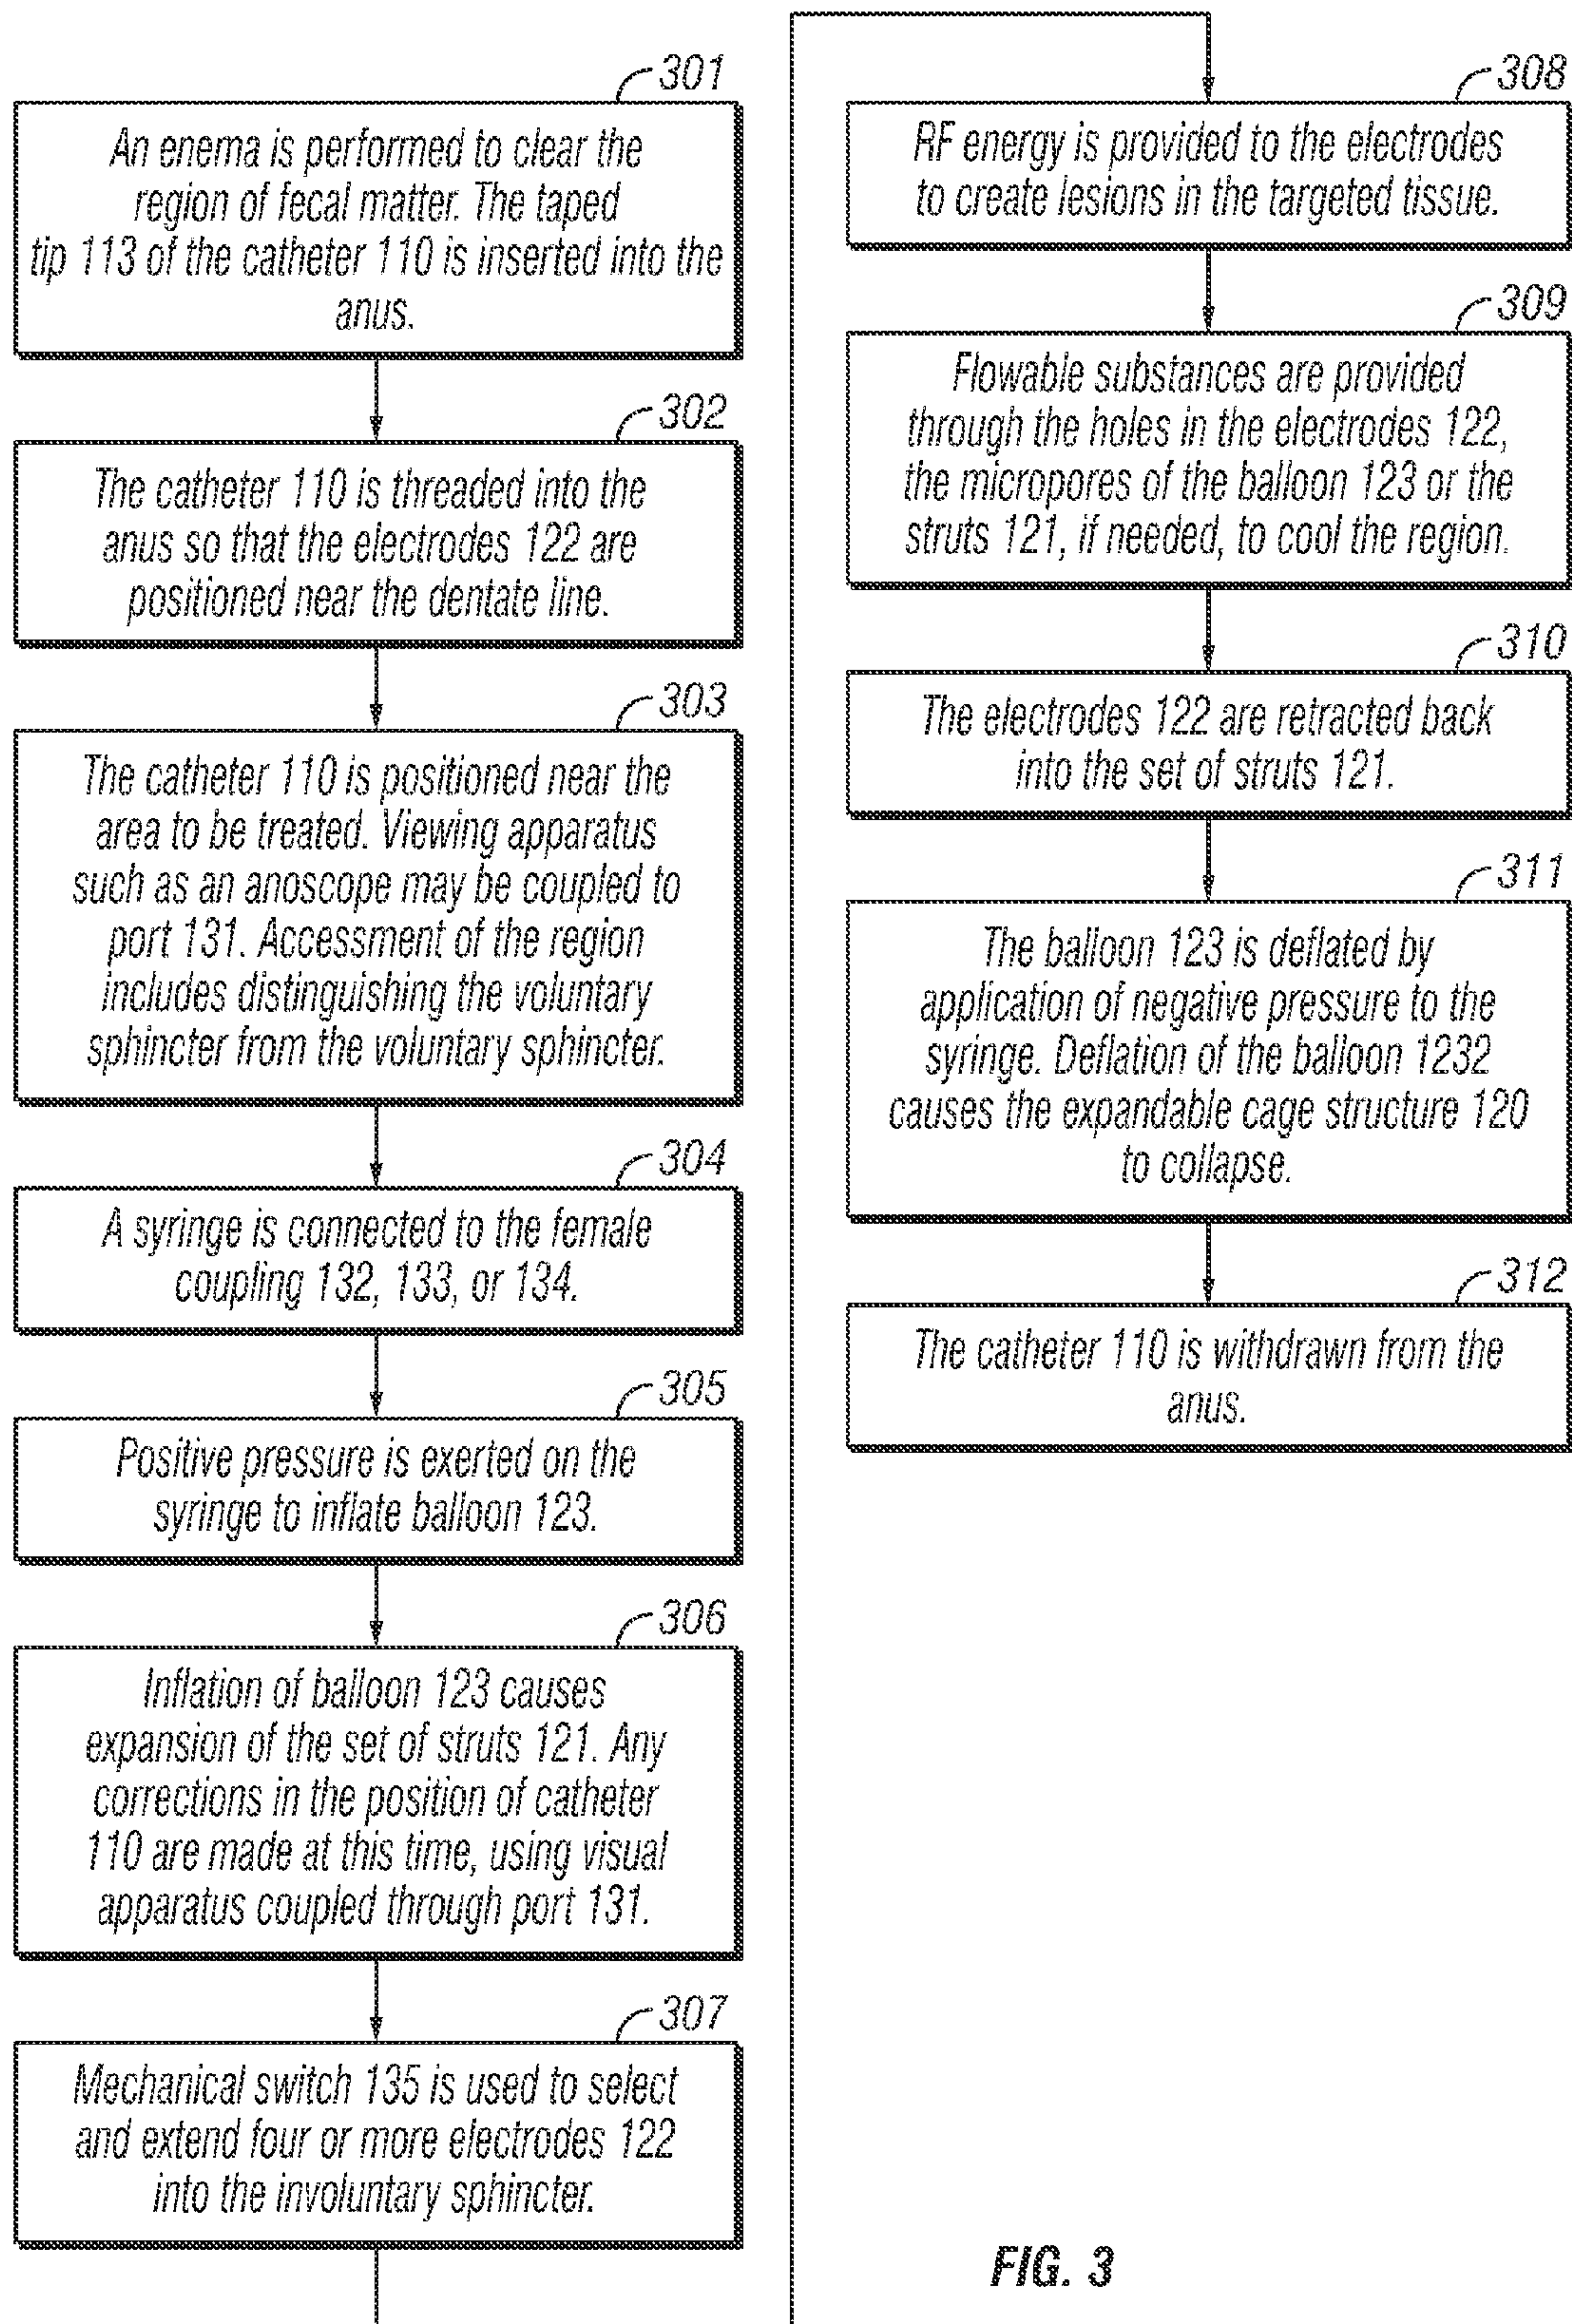 301
An enema is performed to clear the
region of fecal matter. The taped
tip 113 of the catheter 110 is inserted into the
anus.
302
The catheter 110 is threaded into the
anus so that the electrodes 122 are
positioned near the dentate line.
303
The catheter 110 is positioned near the
area to be treated. Viewing apparatus
such as an anoscope may be coupled to
port 131. Accessment of the region
includes distinguishing the voluntary
sphincter from the voluntary sphincter.
304
A syringe is connected to the female
coupling 132, 133, or 134.
305
Positive pressure is exerted on the
syringe to inflate balloon 123.
306
Inflation of balloon 123 causes
expansion of the set of struts 121. Any
corrections in the position of catheter
110 are made at this time, using visual
apparatus coupled through port 131.
307
Mechanical switch 135 is used to select
and extend four or more electrodes 122
into the involuntary sphincter.
308
RF energy is provided to the electrodes
to create lesions in the targeted tissue.
309
Flowable substances are provided
through the holes in the electrodes 122,
the micropores of the balloon 123 or the
struts 121, if needed, to cool the region.
310
The electrodes 122 are retracted back
into the set of struts 121.
311
The balloon 123 is deflated by
application of negative pressure to the
syringe. Deflation of the balloon 1232
causes the expandable cage structure 120
to collapse.
312
The catheter 110 is withdrawn from the
anus.
FIG. 3